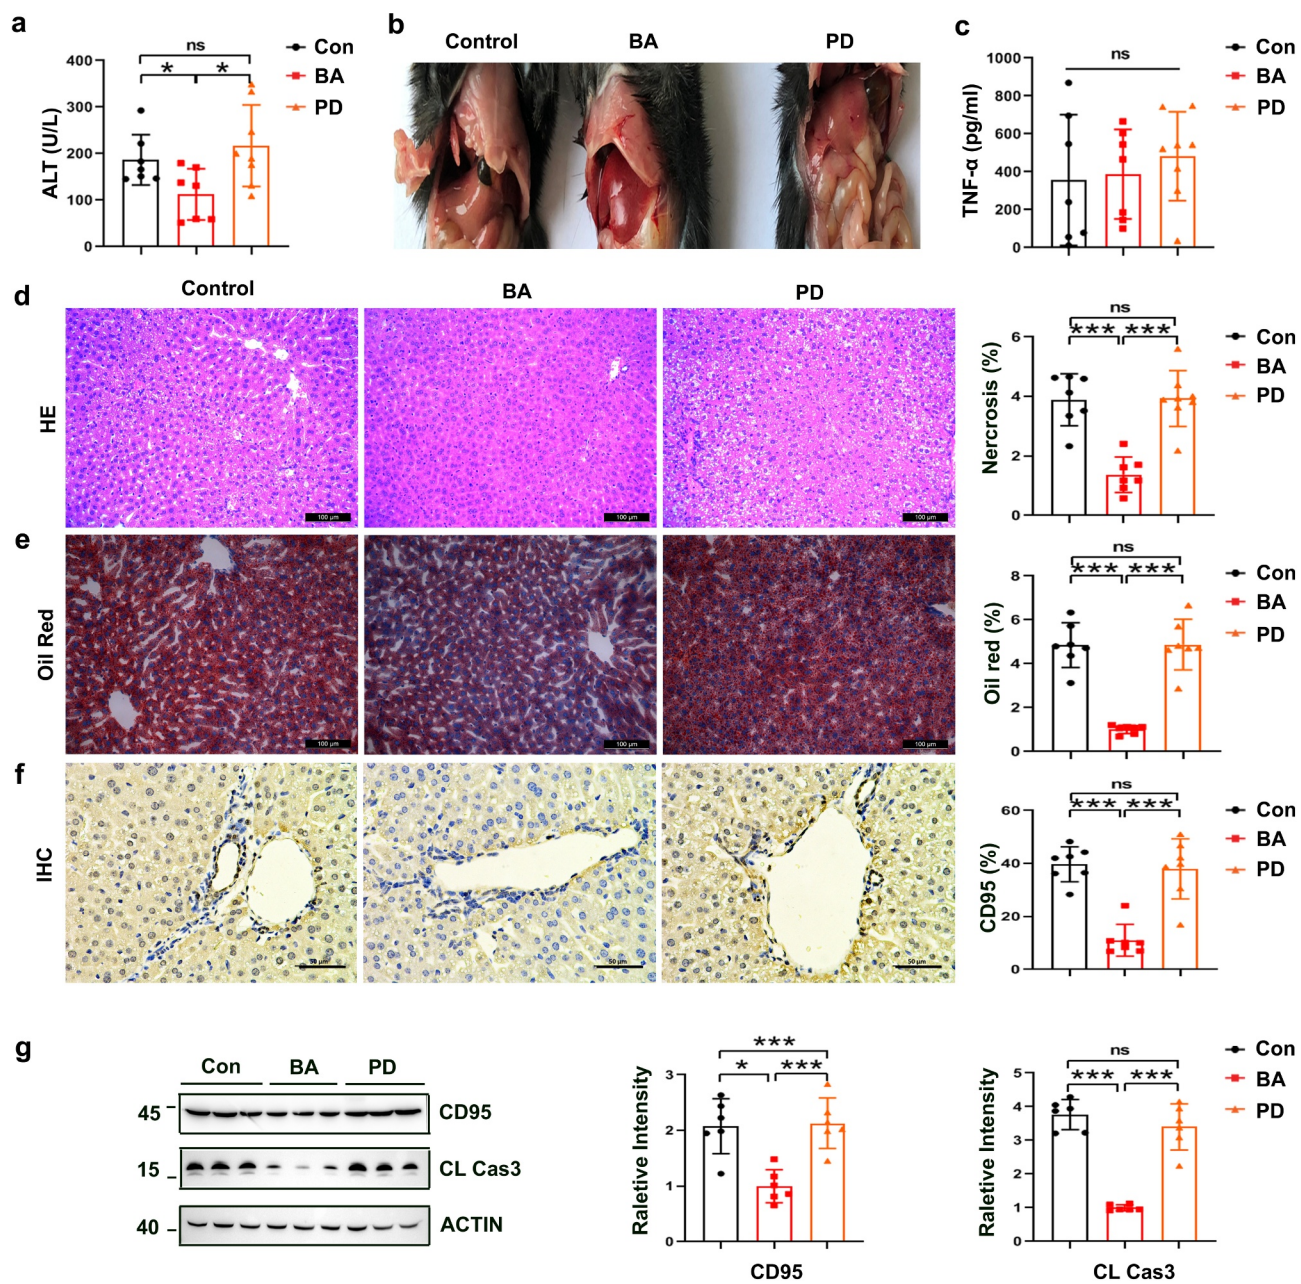 a
ns
* *
Con
BA
PD
ALT (U/L)
400
300
200
100
0
b
Control BA PD
c
ns
Con
BA
PD
TNF-α (pg/ml)
1000
800
600
400
200
0
d
Control BA PD
HE
100 μm 100 μm 100 μm
ns
*** ***
Con
BA
PD
Nercrosis (%)
6
4
2
0
e
Oil Red
100 μm 100 μm 100 μm
ns
*** ***
Con
BA
PD
Oil red (%)
8
6
4
2
0
f
IHC
50 μm 50 μm 50 μm
ns
*** ***
Con
BA
PD
CD95 (%)
60
40
20
0
g
Con BA PD
45 CD95
15 CL Cas3
40 ACTIN
***
* ***
Raletive Intensity
3
2
1
0
CD95
ns
*** ***
Con
BA
PD
Raletive Intensity
5
4
3
2
1
0
CL Cas3